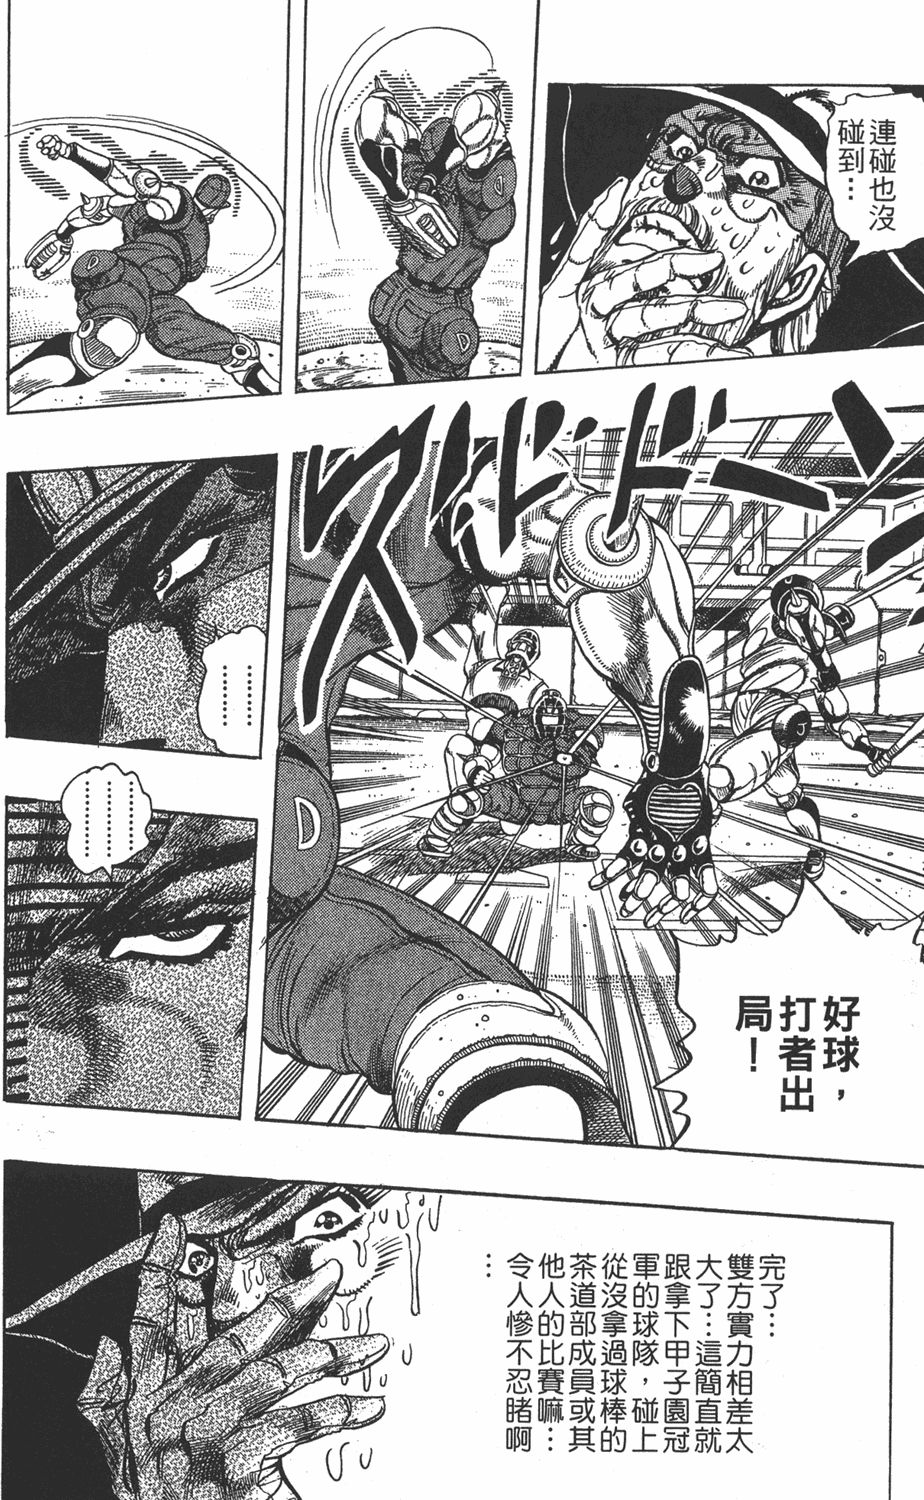 連碰也沒
碰到…
D
D
D
ズドドーン
D
………
………
………
………
好球，
打者出
局！
完了…
雙方實力相差太
大了…這簡直就
跟拿下甲子園冠
軍的球隊，碰上
從沒拿過球棒的
茶道部成員或其
他人的比賽嘛…
令人慘不忍睹啊
…